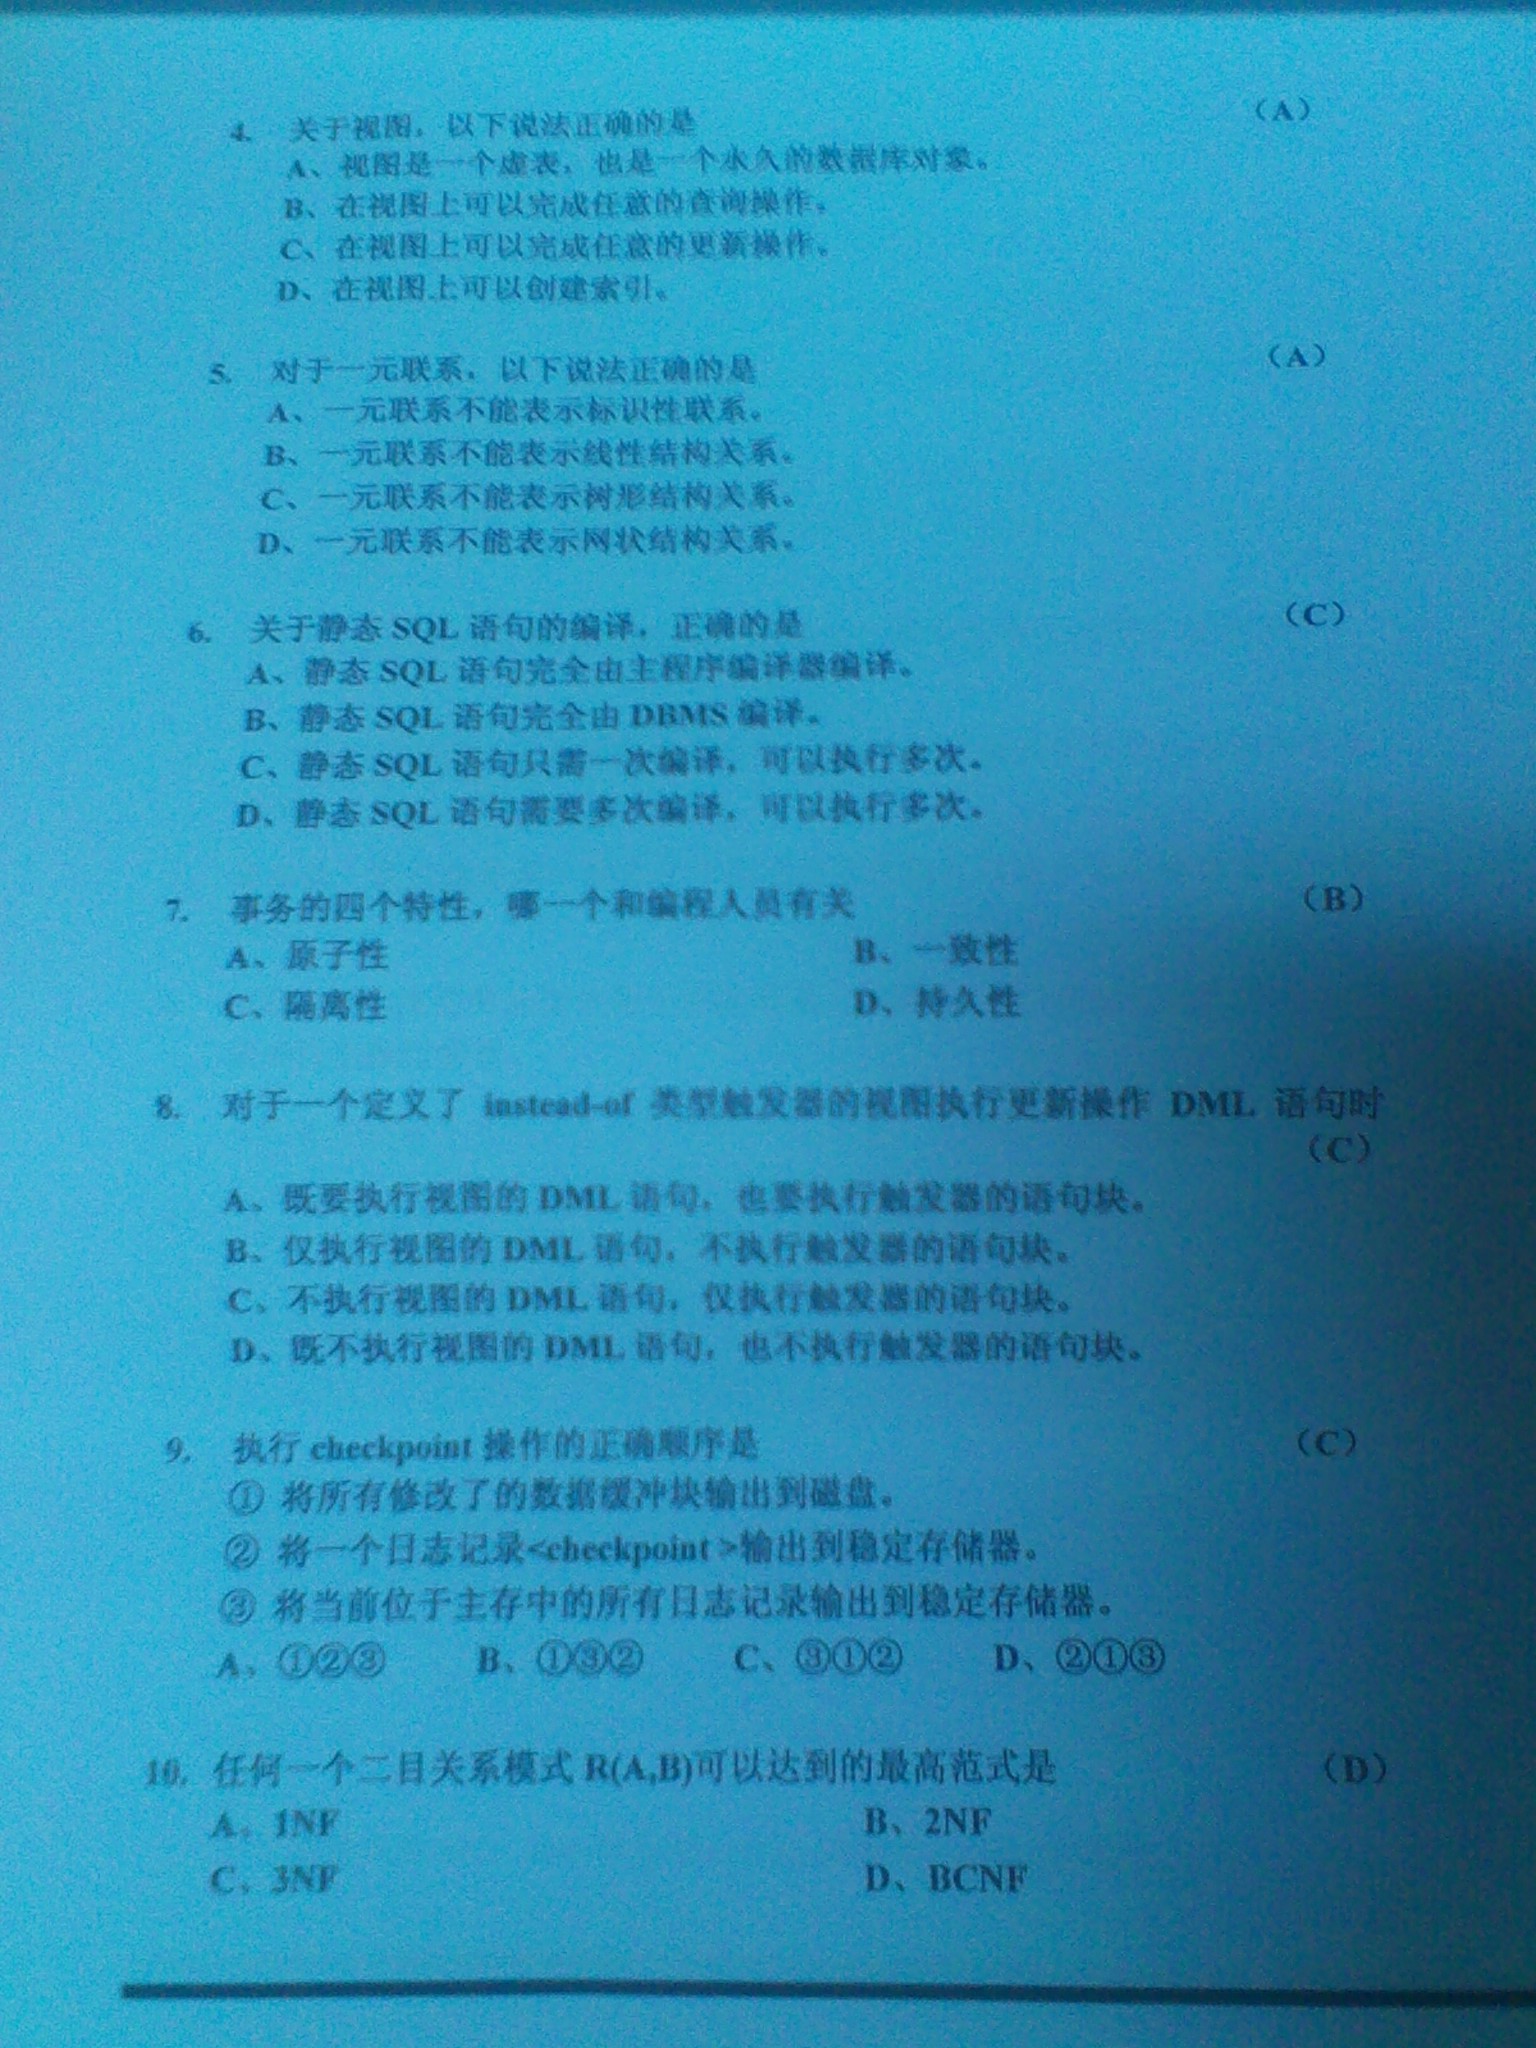 4. 关于视图，以下说法正确的是 （A）
A、视图是一个虚表，也是一个永久的数据库对象。
B、在视图上可以完成任意的查询操作。
C、在视图上可以完成任意的更新操作。
D、在视图上可以创建索引。
5. 对于一元联系，以下说法正确的是 （A）
A、一元联系不能表示标识性联系。
B、一元联系不能表示线性结构关系。
C、一元联系不能表示树形结构关系。
D、一元联系不能表示网状结构关系。
6. 关于静态 SQL 语句的编译，正确的是 （C）
A、静态 SQL 语句完全由主程序编译器编译。
B、静态 SQL 语句完全由 DBMS 编译。
C、静态 SQL 语句只需一次编译，可以执行多次。
D、静态 SQL 语句需要多次编译，可以执行多次。
7. 事务的四个特性，哪一个和编程人员有关 （B）
A、原子性 B、一致性
C、隔离性 D、持久性
8. 对于一个定义了 instead-of 类型触发器的视图执行更新操作 DML 语句时
（C）
A、既要执行视图的 DML 语句，也要执行触发器的语句块。
B、仅执行视图的 DML 语句，不执行触发器的语句块。
C、不执行视图的 DML 语句，仅执行触发器的语句块。
D、既不执行视图的 DML 语句，也不执行触发器的语句块。
9. 执行 checkpoint 操作的正确顺序是 （C）
① 将所有修改了的数据缓冲块输出到磁盘。
② 将一个日志记录<checkpoint >输出到稳定存储器。
③ 将当前位于主存中的所有日志记录输出到稳定存储器。
A、①②③ B、①③② C、③①② D、②①③
10. 任何一个二目关系模式 R(A,B)可以达到的最高范式是 （D）
A、1NF B、2NF
C、3NF D、BCNF